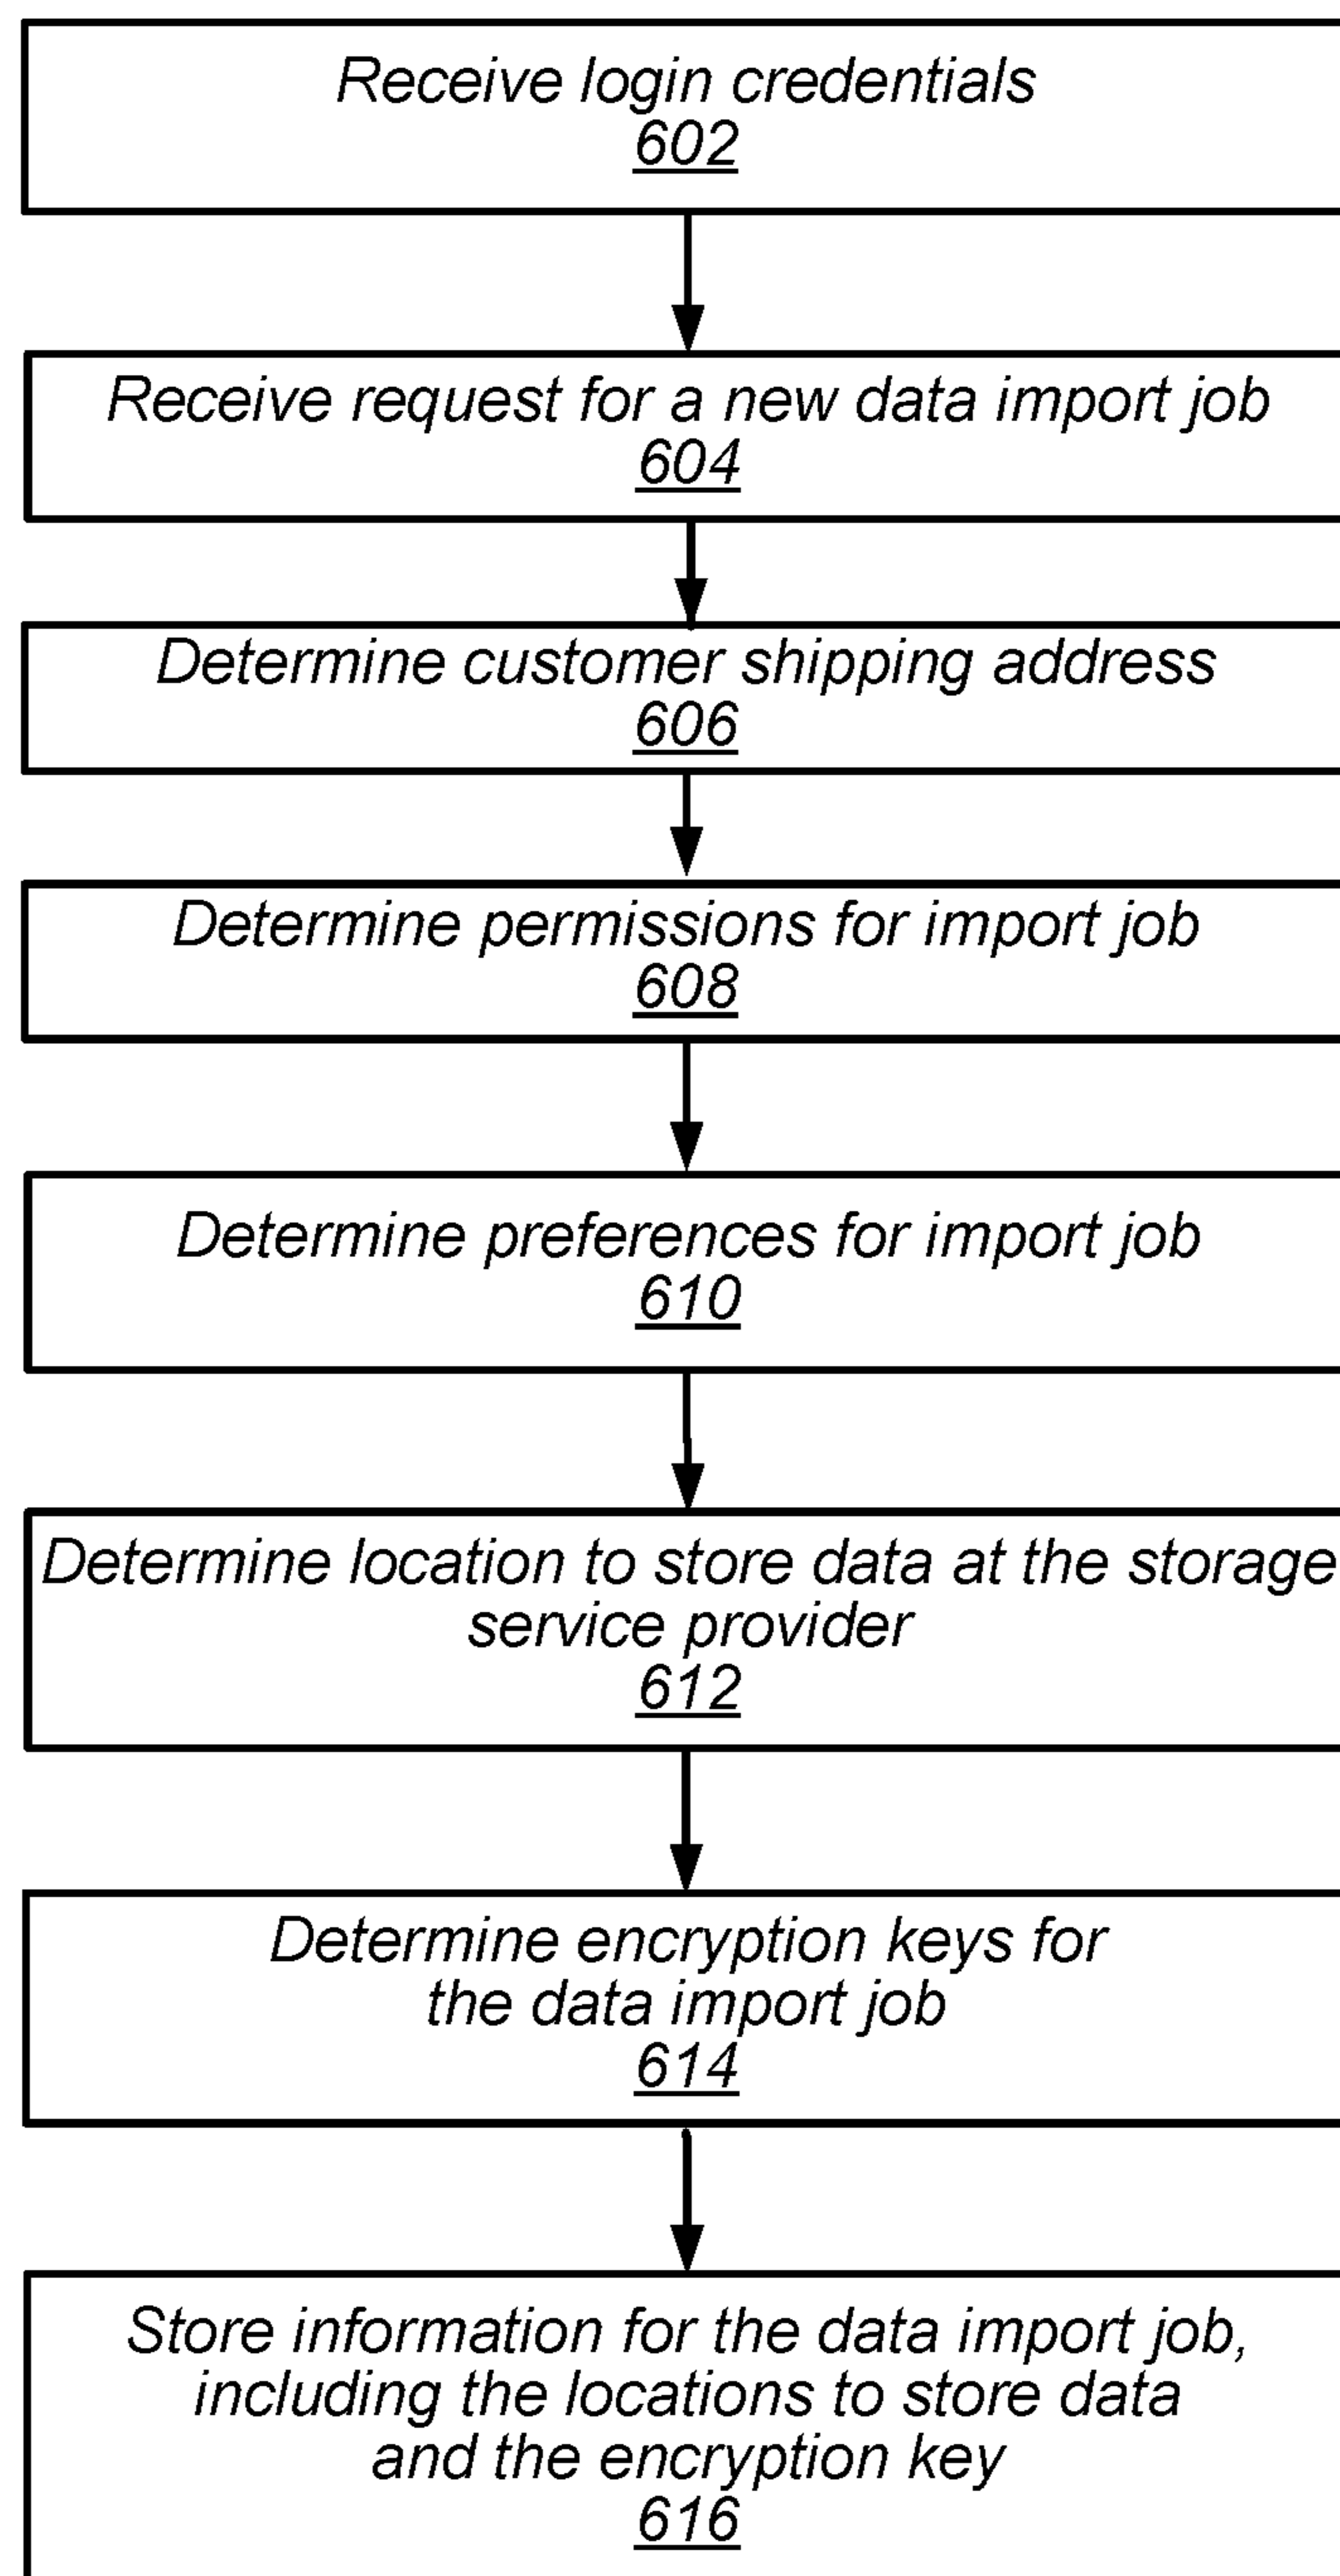 Receive login credentials
602
Receive request for a new data import job
604
Determine customer shipping address
606
Determine permissions for import job
608
Determine preferences for import job
610
Determine location to store data at the storage
service provider
612
Determine encryption keys for
the data import job
614
Store information for the data import job,
including the locations to store data
and the encryption key
616